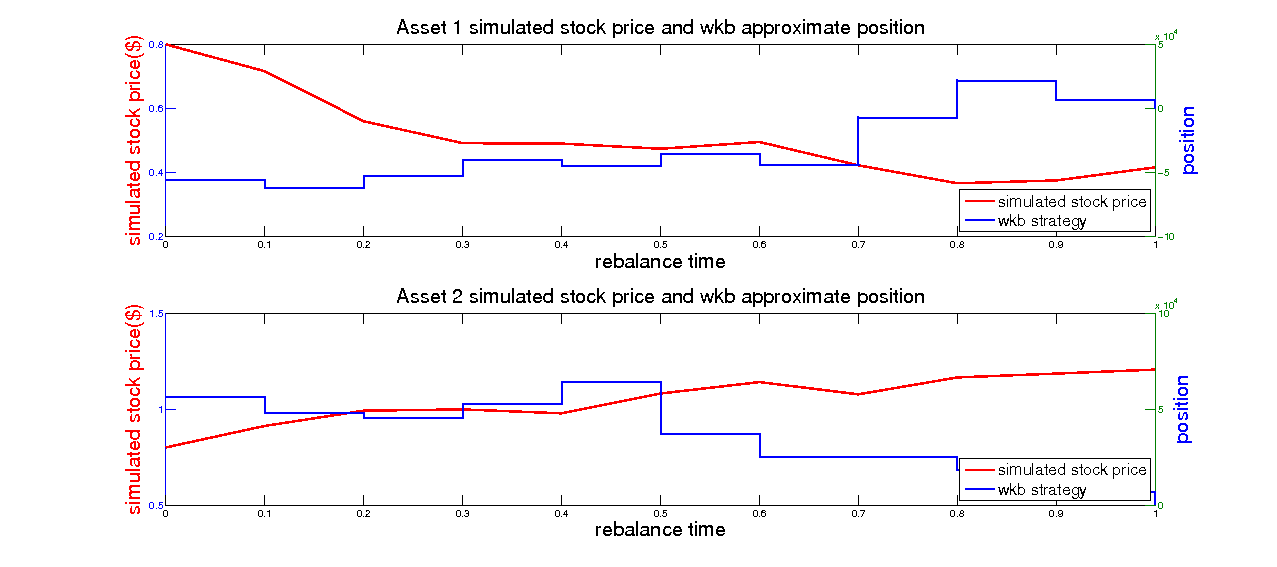 Asset 1 simulated stock price and wkb approximate position
x 10^4
simulated stock price($)
0.8
0.6
0.4
0.2
5
0
−5
−10
position
simulated stock price
wkb strategy
0 0.1 0.2 0.3 0.4 0.5 0.6 0.7 0.8 0.9 1
rebalance time
Asset 2 simulated stock price and wkb approximate position
x 10^4
simulated stock price($)
1.5
1
0.5
10
5
0
position
simulated stock price
wkb strategy
0 0.1 0.2 0.3 0.4 0.5 0.6 0.7 0.8 0.9 1
rebalance time